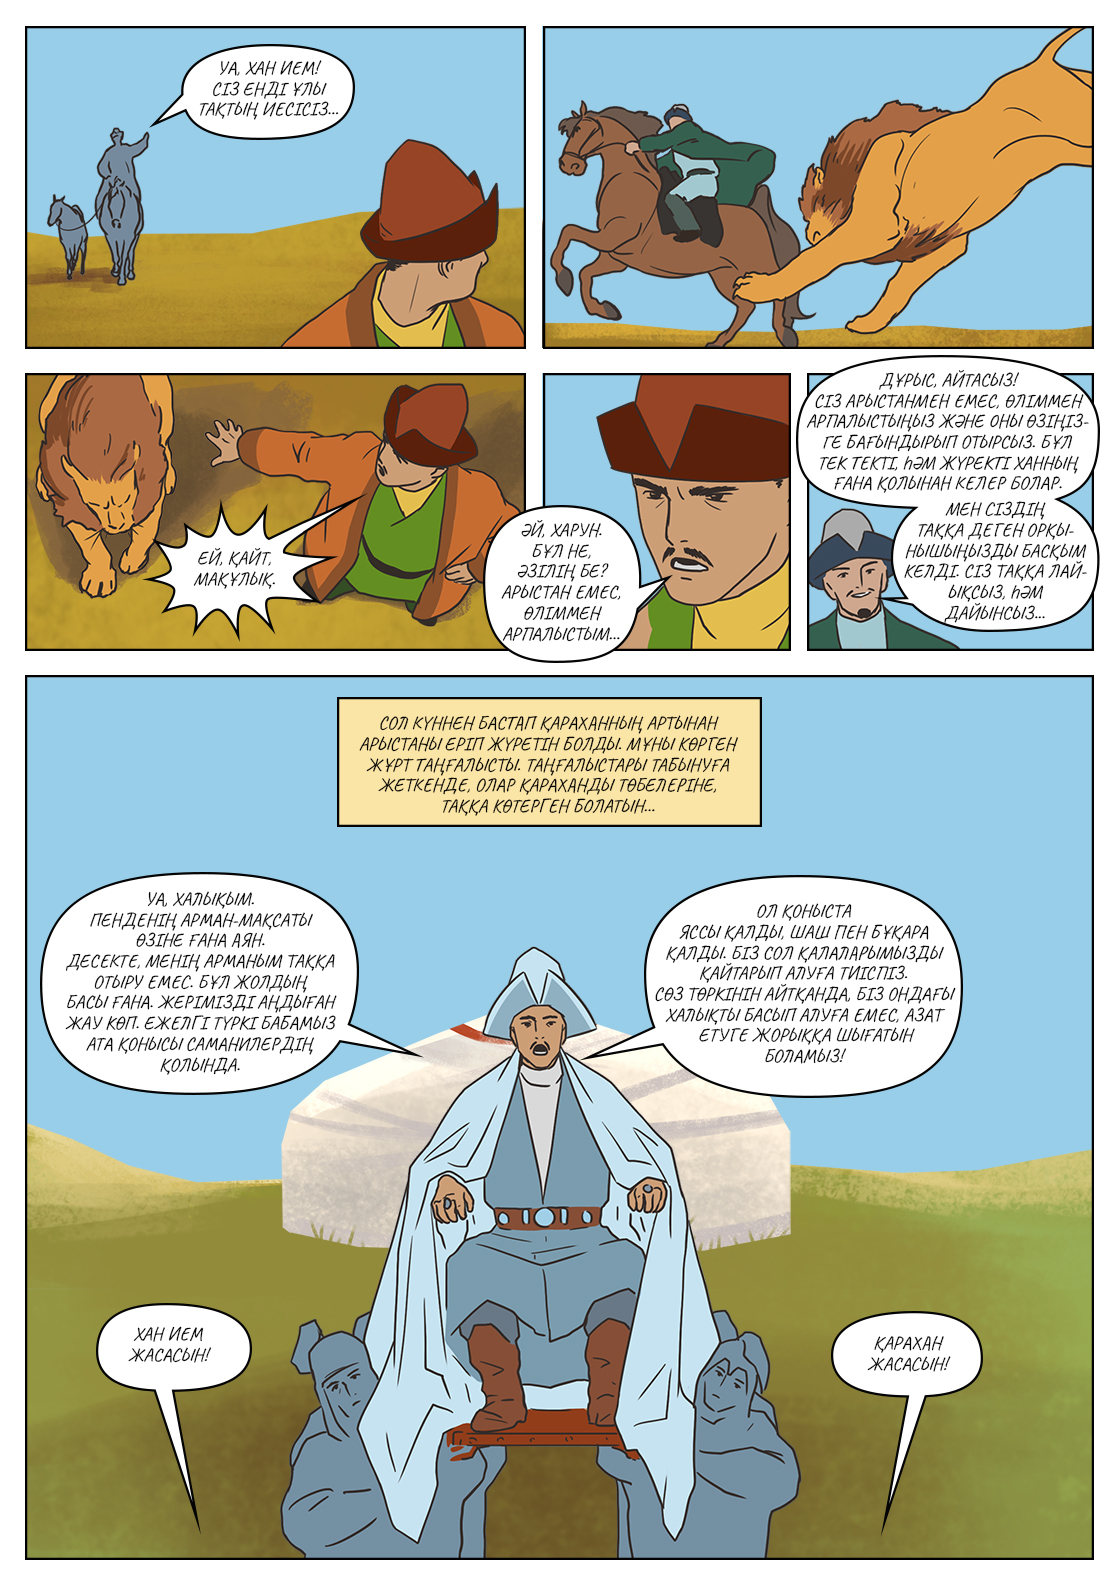 УА, ХАН ИЕМ!
СІЗ ЕНДІ ҰЛЫ
ТАҚТЫҢ ИЕСІСІЗ...
ЕЙ, ҚАЙТ,
МАҚҰЛЫҚ.
ӘЙ, ХАРУН.
БҰЛ НЕ,
ӘЗІЛІҢ БЕ?
АРЫСТАН ЕМЕС,
ӨЛІММЕН
АРПАЛЫСТЫМ...
ДҰРЫС, АЙТАСЫЗ!
СІЗ АРЫСТАНМЕН ЕМЕС, ӨЛІММЕН
АРПАЛЫСТЫҢЫЗ ЖӘНЕ ОНЫ ӨЗІҢІЗ-
ГЕ БАҒЫНДЫРЫП ОТЫРСЫЗ. БҰЛ
ТЕК ТЕКТІ, ҺӘМ ЖҮРЕКТІ ХАННЫҢ
ҒАНА ҚОЛЫНАН КЕЛЕР БОЛАР.
МЕН СІЗДІҢ
ТАҚҚА ДЕГЕН ОРҚЫ-
НЫШЫҢЫЗДЫ БАСҚЫМ
КЕЛДІ. СІЗ ТАҚҚА ЛАЙ-
ЫҚСЫЗ, ҺӘМ
ДАЙЫНСЫЗ...
СОЛ КҮННЕН БАСТАП ҚАРАХАННЫҢ АРТЫНАН
АРЫСТАНЫ ЕРІП ЖҮРЕТІН БОЛДЫ. МҰНЫ КӨРГЕН
ЖҰРТ ТАҢҒАЛЫСТЫ. ТАҢҒАЛЫСТАРЫ ТАБЫНУҒА
ЖЕТКЕНДЕ, ОЛАР ҚАРАХАНДЫ ТӨБЕЛЕРІНЕ,
ТАҚҚА КӨТЕРГЕН БОЛАТЫН...
УА, ХАЛЫҚЫМ.
ПЕНДЕНІҢ АРМАН-МАҚСАТЫ
ӨЗІНЕ ҒАНА АЯН.
ДЕСЕКТЕ, МЕНІҢ АРМАНЫМ ТАҚҚА
ОТЫРУ ЕМЕС. БҰЛ ЖОЛДЫҢ
БАСЫ ҒАНА. ЖЕРІМІЗДІ АҢДЫҒАН
ЖАУ КӨП. ЕЖЕЛГІ ТҮРКІ БАБАМЫЗ
АТА ҚОНЫСЫ САМАНИЛЕРДІҢ
ҚОЛЫНДА.
ОЛ ҚОНЫСТА
ЯССЫ ҚАЛДЫ, ШАШ ПЕН БҰҚАРА
ҚАЛДЫ. БІЗ СОЛ ҚАЛАЛАРЫМЫЗДЫ
ҚАЙТАРЫП АЛУҒА ТИІСПІЗ.
СӨЗ ТӨРКІНІН АЙТҚАНДА, БІЗ ОНДАҒЫ
ХАЛЫҚТЫ БАСЫП АЛУҒА ЕМЕС, АЗАТ
ЕТУГЕ ЖОРЫҚҚА ШЫҒАТЫН
БОЛАМЫЗ!
ХАН ИЕМ
ЖАСАСЫН!
ҚАРАХАН
ЖАСАСЫН!